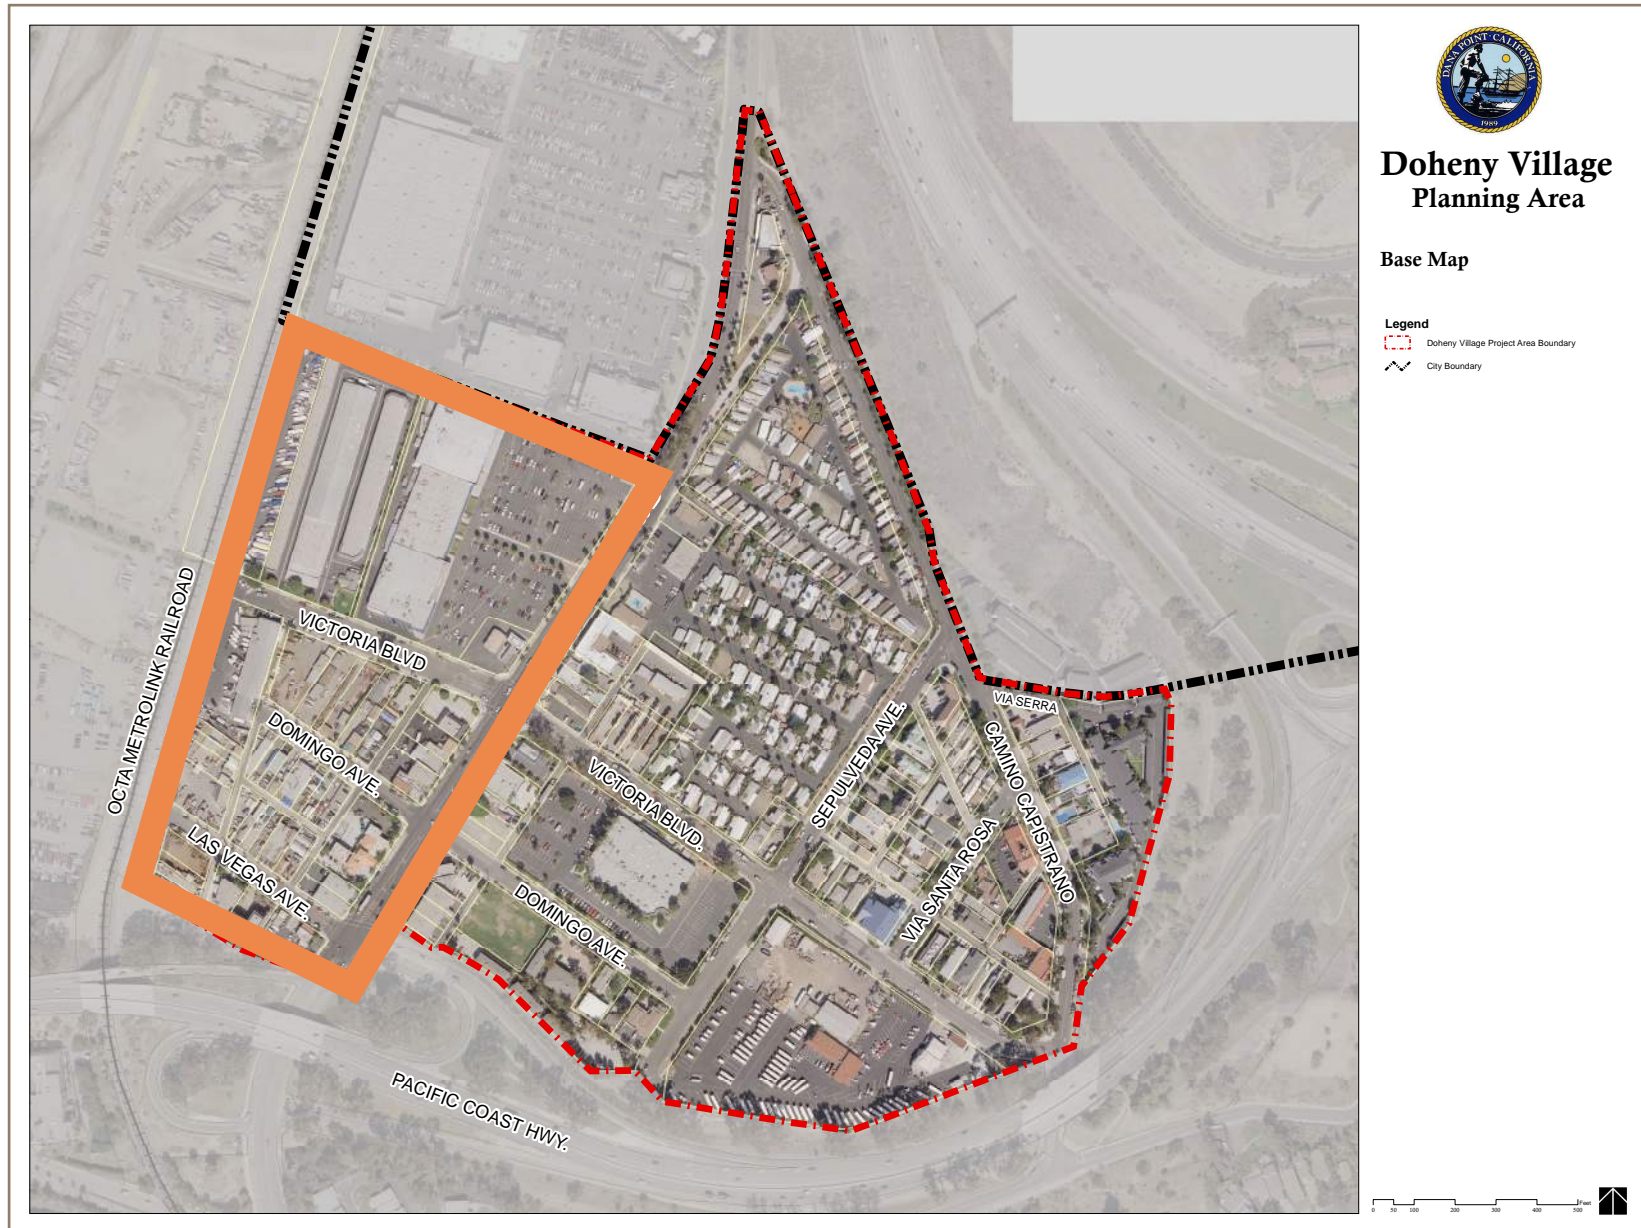 DANA POINT · CALIFORNIA
1989
Doheny Village
Planning Area
Base Map
Legend
Doheny Village Project Area Boundary
City Boundary
OCTA METROLINK RAILROAD
VICTORIA BLVD
DOMINGO AVE.
LAS VEGAS AVE.
VICTORIA BLVD.
DOMINGO AVE.
SEPULVEDA AVE.
VIA SERRA
CAMINO CAPISTRANO
VIA SANTA ROSA
PACIFIC COAST HWY.
Feet
0 50 100 200 300 400 500